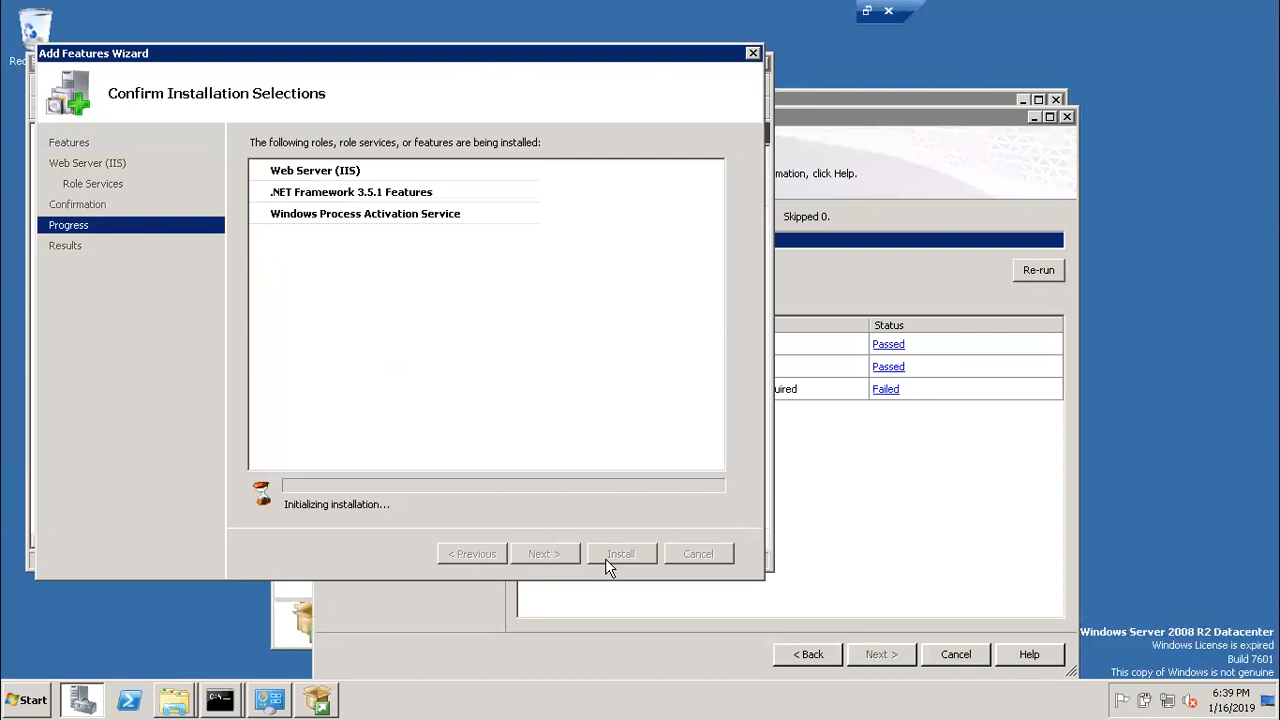 Add Features Wizard
Confirm Installation Selections
Features
Web Server (IIS)
Role Services
Confirmation
Progress
Results
The following roles, role services, or features are being installed:
Web Server (IIS)
.NET Framework 3.5.1 Features
Windows Process Activation Service
Initializing installation...
< Previous
Next >
Install
Cancel
mation, click Help.
Skipped 0.
Re-run
Status
Passed
Passed
uired
Failed
< Back
Next >
Cancel
Help
Windows Server 2008 R2 Datacenter
Windows License is expired
Build 7601
This copy of Windows is not genuine
Start
6:39 PM
1/16/2019